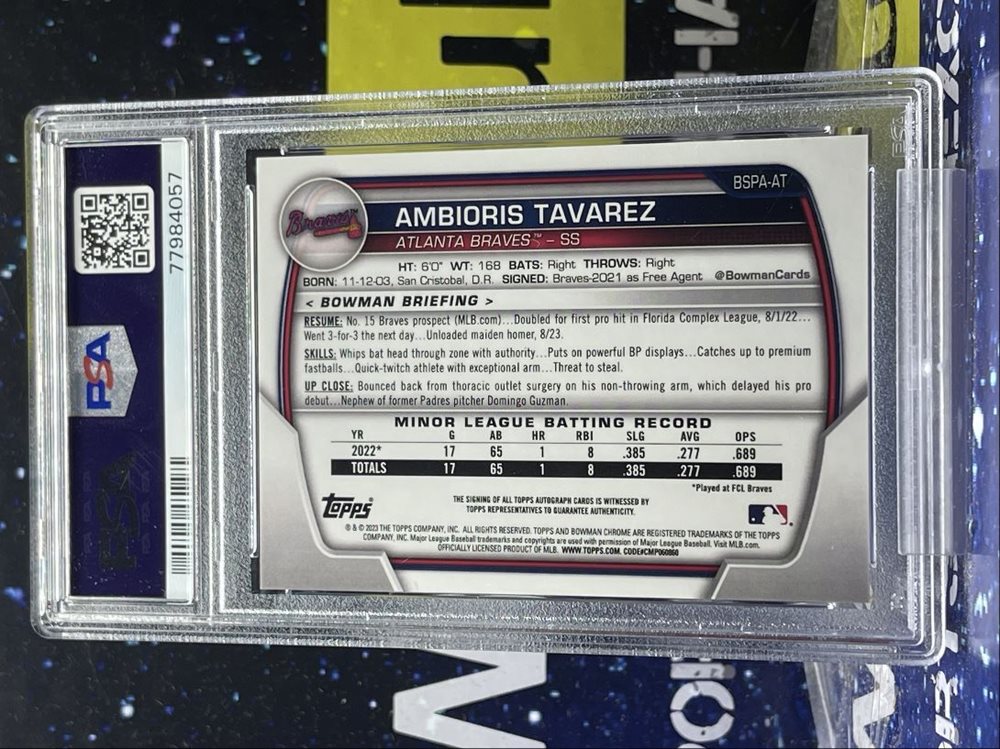 BSPA-AT
Braves
AMBIORIS TAVAREZ
ATLANTA BRAVES™ - SS
HT: 6'0" WT: 168 BATS: Right THROWS: Right
BORN: 11-12-03, San Cristobal, D.R. SIGNED: Braves-2021 as Free Agent @BowmanCards
< BOWMAN BRIEFING >
RESUME: No. 15 Braves prospect (MLB.com)...Doubled for first pro hit in Florida Complex League, 8/1/22...
Went 3-for-3 the next day...Unloaded maiden homer, 8/23.
SKILLS: Whips bat head through zone with authority...Puts on powerful BP displays...Catches up to premium
fastballs...Quick-twitch athlete with exceptional arm...Threat to steal.
UP CLOSE: Bounced back from thoracic outlet surgery on his non-throwing arm, which delayed his pro
debut...Nephew of former Padres pitcher Domingo Guzman.
MINOR LEAGUE BATTING RECORD
YR G AB HR RBI SLG AVG OPS
2022* 17 65 1 8 .385 .277 .689
TOTALS 17 65 1 8 .385 .277 .689
*Played at FCL Braves
Topps®
THE SIGNING OF ALL TOPPS AUTOGRAPH CARDS IS WITNESSED BY
TOPPS REPRESENTATIVES TO GUARANTEE AUTHENTICITY.
® & © 2023 THE TOPPS COMPANY, INC. ALL RIGHTS RESERVED. TOPPS AND BOWMAN CHROME ARE REGISTERED TRADEMARKS OF THE TOPPS
COMPANY, INC. Major League Baseball trademarks and copyrights are used with permission of Major League Baseball. Visit MLB.com.
OFFICIALLY LICENSED PRODUCT OF MLB. WWW.TOPPS.COM. CODE#CMP060860
77984057
PSA
PSA